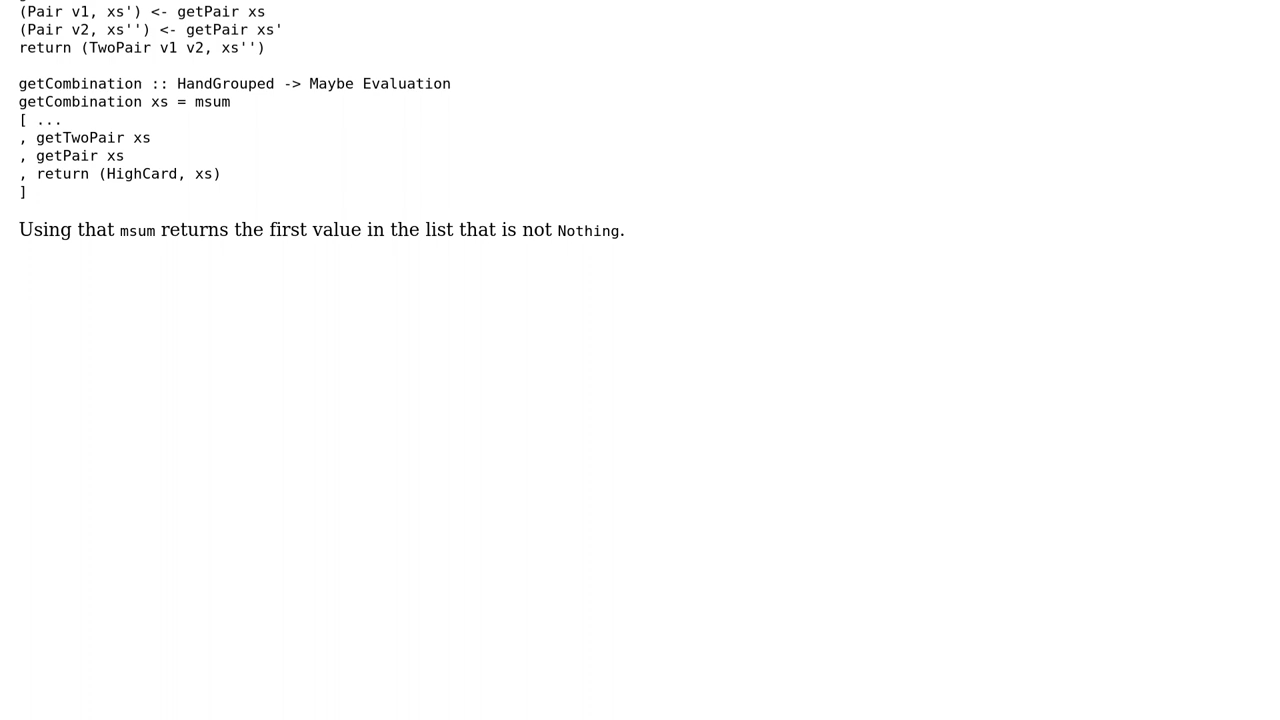 (Pair v1, xs') <- getPair xs
(Pair v2, xs'') <- getPair xs'
return (TwoPair v1 v2, xs'')
getCombination :: HandGrouped -> Maybe Evaluation
getCombination xs = msum
[ ...
, getTwoPair xs
, getPair xs
, return (HighCard, xs)
]
Using that msum returns the first value in the list that is not Nothing.